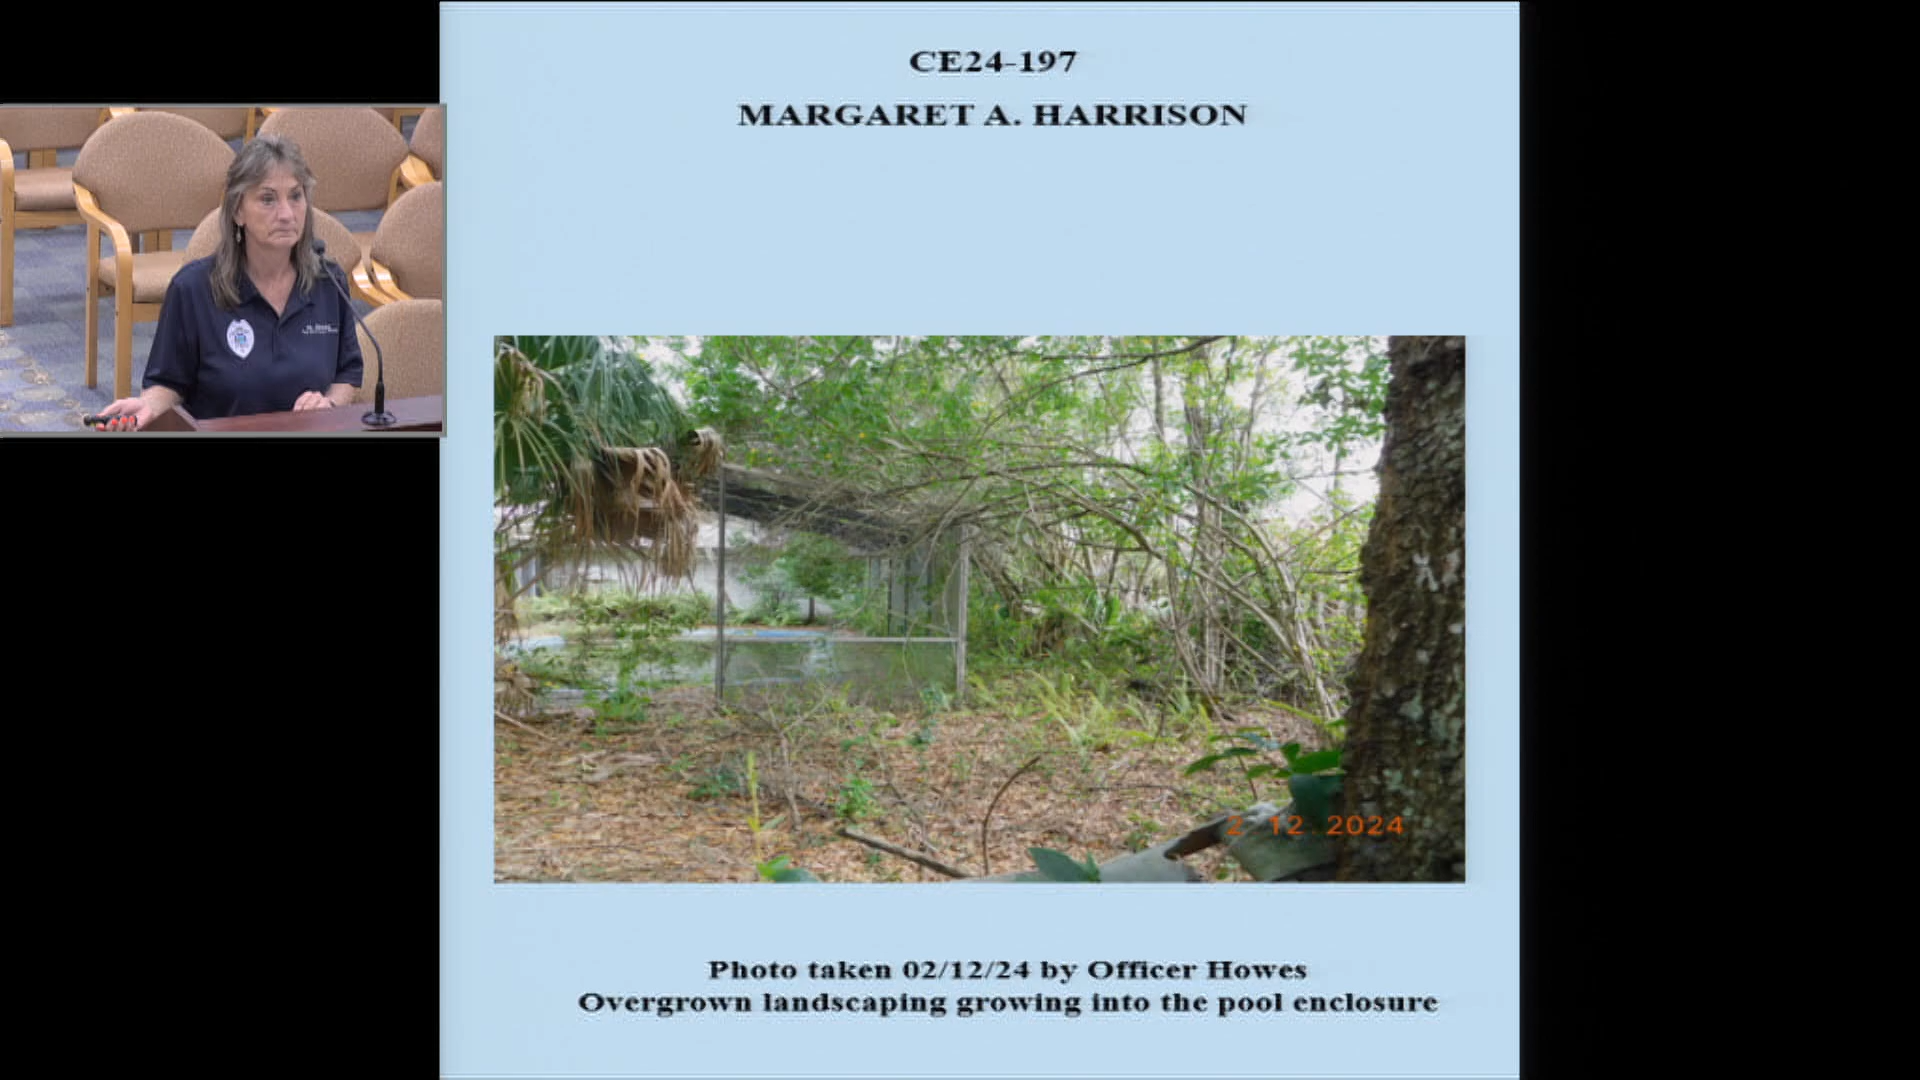 CE24-197
MARGARET A. HARRISON
2 12 2024
Photo taken 02/12/24 by Officer Howes
Overgrown landscaping growing into the pool enclosure